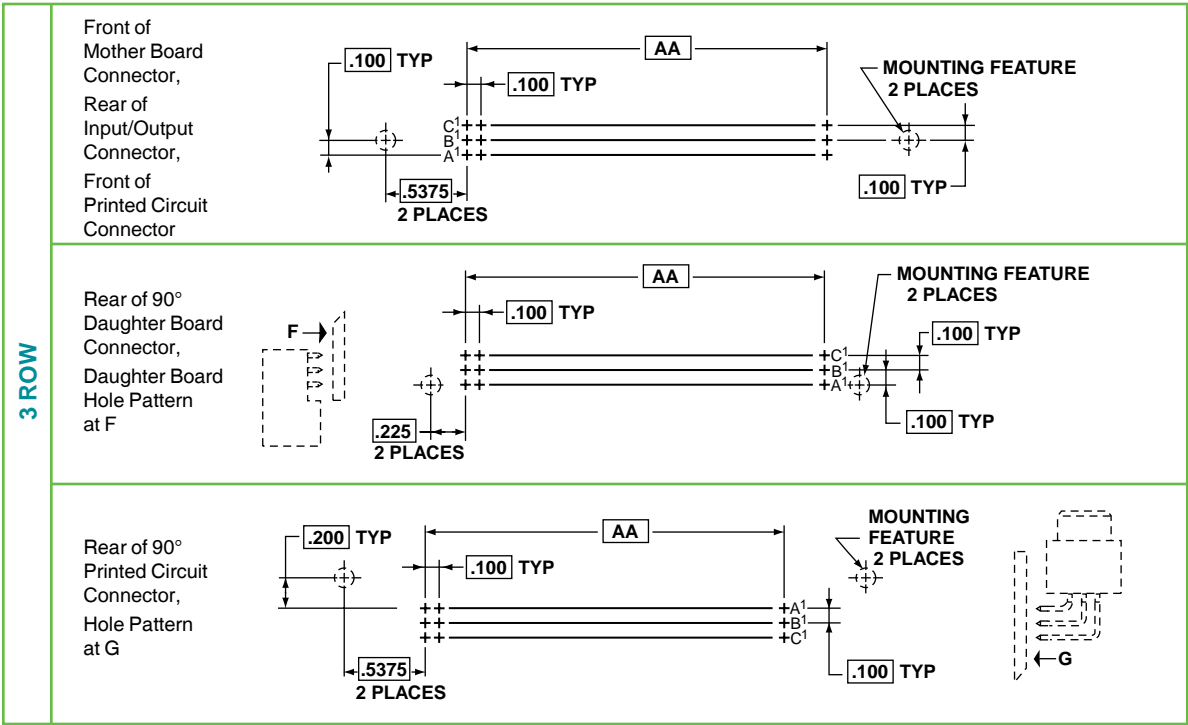 3 ROW
Front of
Mother Board
Connector,
Rear of
Input/Output
Connector,
Front of
Printed Circuit
Connector
AA
.100 TYP
.100 TYP
MOUNTING FEATURE
2 PLACES
C1
B1
A1
.5375
2 PLACES
.100 TYP
Rear of 90°
Daughter Board
Connector,
Daughter Board
Hole Pattern
at F
F
AA
.100 TYP
MOUNTING FEATURE
2 PLACES
.100 TYP
C1
B1
A1
.225
2 PLACES
.100 TYP
Rear of 90°
Printed Circuit
Connector,
Hole Pattern
at G
.200 TYP
AA
.100 TYP
MOUNTING
FEATURE
2 PLACES
A1
B1
C1
.5375
2 PLACES
.100 TYP
G